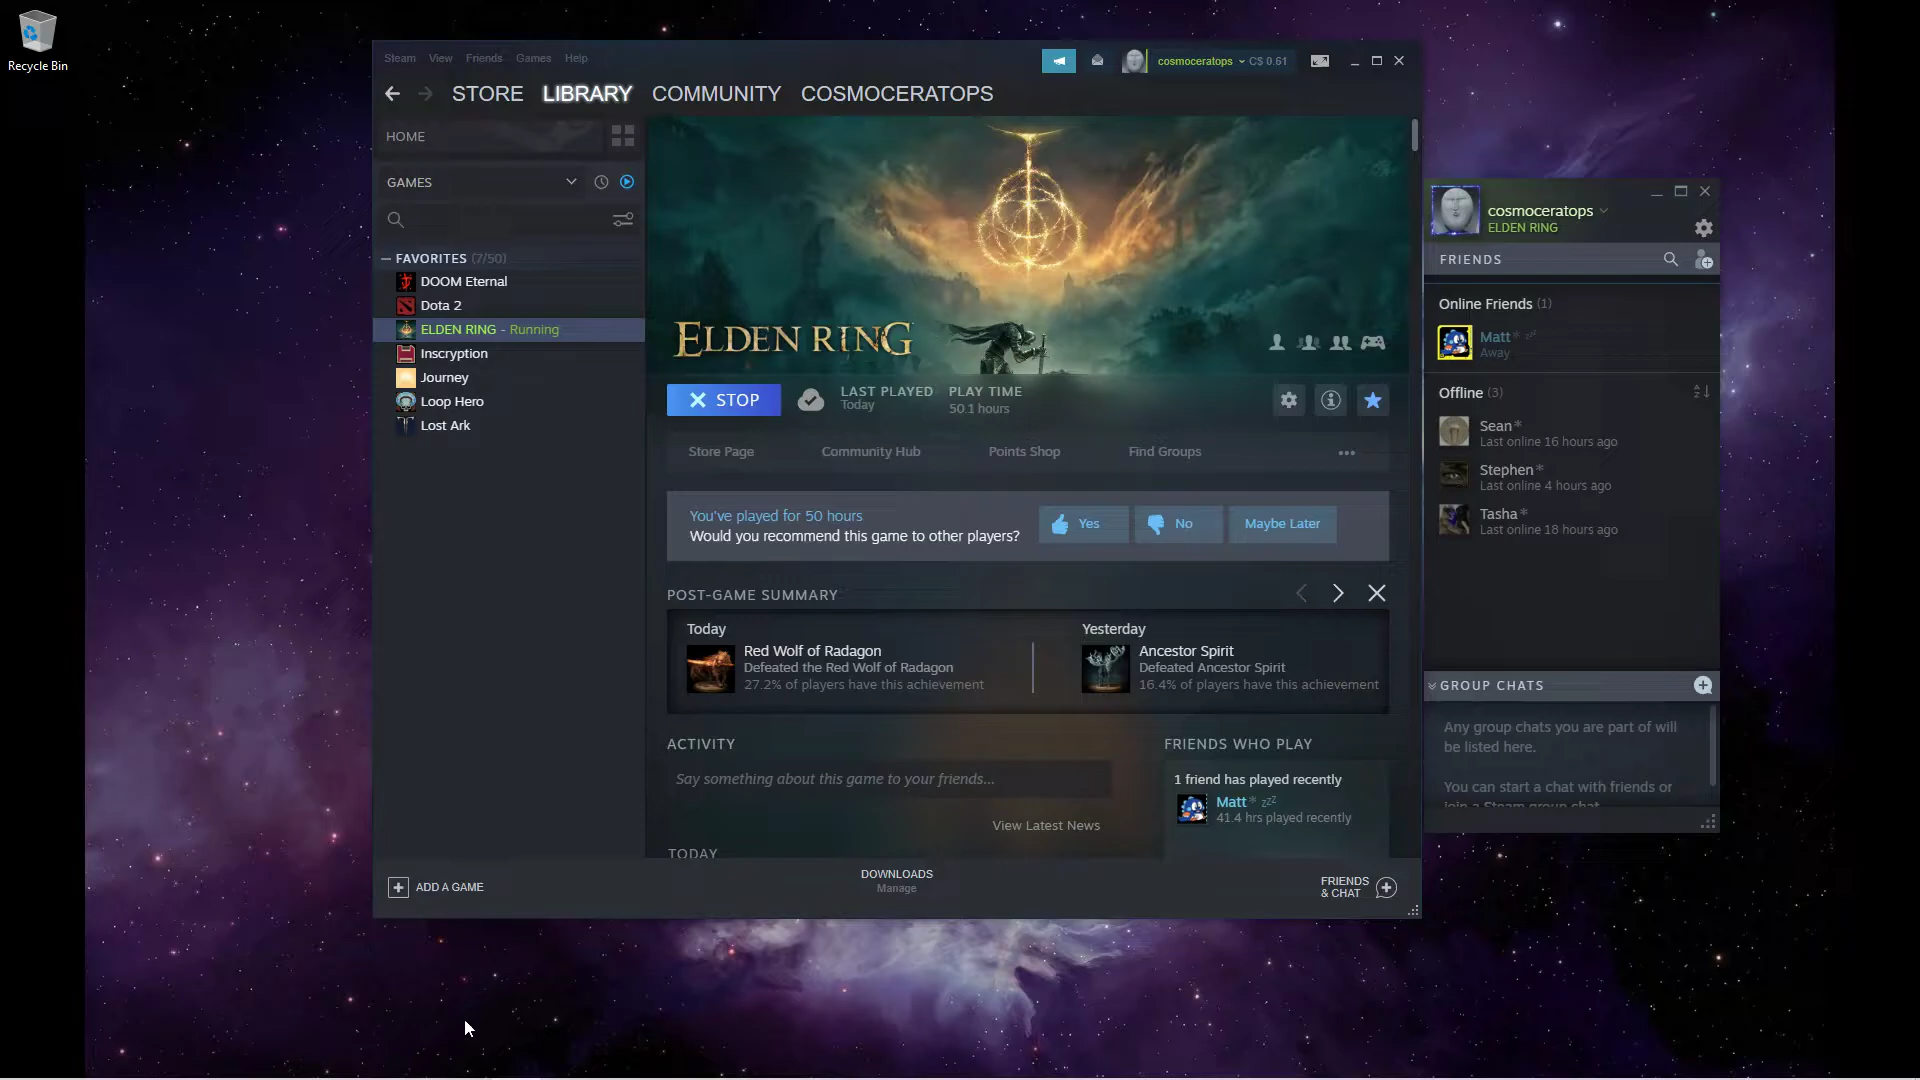 Recycle Bin
Steam View Friends Games Help
cosmoceratops C$ 0.61
STORE LIBRARY COMMUNITY COSMOCERATOPS
HOME
GAMES
FAVORITES (7/50)
DOOM Eternal
Dota 2
ELDEN RING - Running
Inscryption
Journey
Loop Hero
Lost Ark
ELDEN RING
STOP
LAST PLAYED
Today
PLAY TIME
50.1 hours
Store Page Community Hub Points Shop Find Groups
You've played for 50 hours
Would you recommend this game to other players?
Yes No Maybe Later
POST-GAME SUMMARY
Today
Red Wolf of Radagon
Defeated the Red Wolf of Radagon
27.2% of players have this achievement
Yesterday
Ancestor Spirit
Defeated Ancestor Spirit
16.4% of players have this achievement
ACTIVITY
Say something about this game to your friends...
View Latest News
TODAY
FRIENDS WHO PLAY
1 friend has played recently
Matt* zzZ
41.4 hrs played recently
ADD A GAME
DOWNLOADS
Manage
FRIENDS
& CHAT
cosmoceratops
ELDEN RING
FRIENDS
Online Friends (1)
Matt* zzZ
Away
Offline (3)
Sean*
Last online 16 hours ago
Stephen*
Last online 4 hours ago
Tasha*
Last online 18 hours ago
GROUP CHATS
Any group chats you are part of will
be listed here.
You can start a chat with friends or
join a Steam group chat